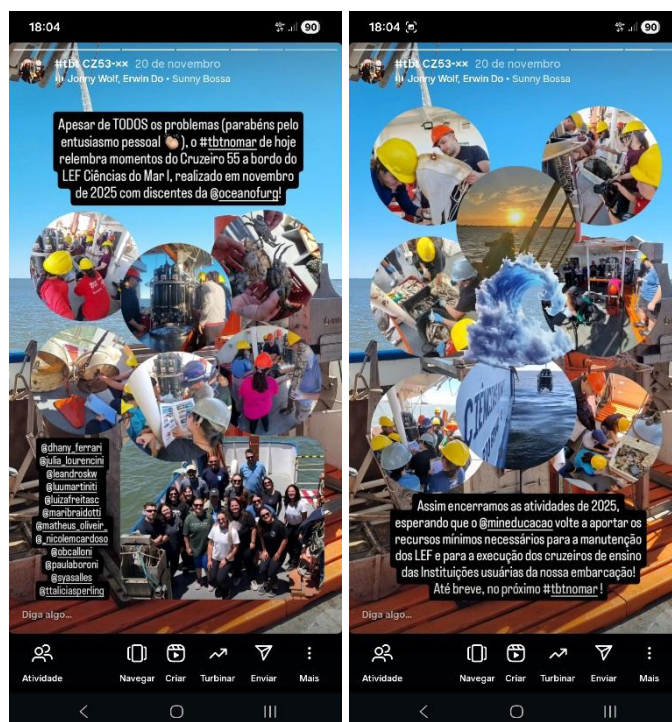 18:04
4G+
90
#tbt CZ53-×× 20 de novembro
Jonny Wolf, Erwin Do • Sunny Bossa
Apesar de TODOS os problemas (parabéns pelo
entusiasmo pessoal 👏🏻), o #tbtnomar de hoje
relembra momentos do Cruzeiro 55 a bordo do
LEF Ciências do Mar I, realizado em novembro
de 2025 com discentes da @oceanofurg!
@dhany_ferrari
@julia_lourencini
@leandroskw
@luumartiniti
@luizafreitasc
@maribraidotti
@matheus_oliveir_
@_nicolemcardoso
@obcalloni
@paulaboroni
@syasalles
@ttaliciasperling
Diga algo...
Atividade Navegar Criar Turbinar Enviar Mais
18:04
4G+
90
#tbt CZ53-×× 20 de novembro
Jonny Wolf, Erwin Do • Sunny Bossa
CIÊNCIAS DO
Assim encerramos as atividades de 2025,
esperando que o @mineducacao volte a aportar os
recursos mínimos necessários para a manutenção
dos LEF e para a execução dos cruzeiros de ensino
das Instituições usuárias da nossa embarcação!
Até breve, no próximo #tbtnomar !
Diga algo...
Atividade Navegar Criar Turbinar Enviar Mais